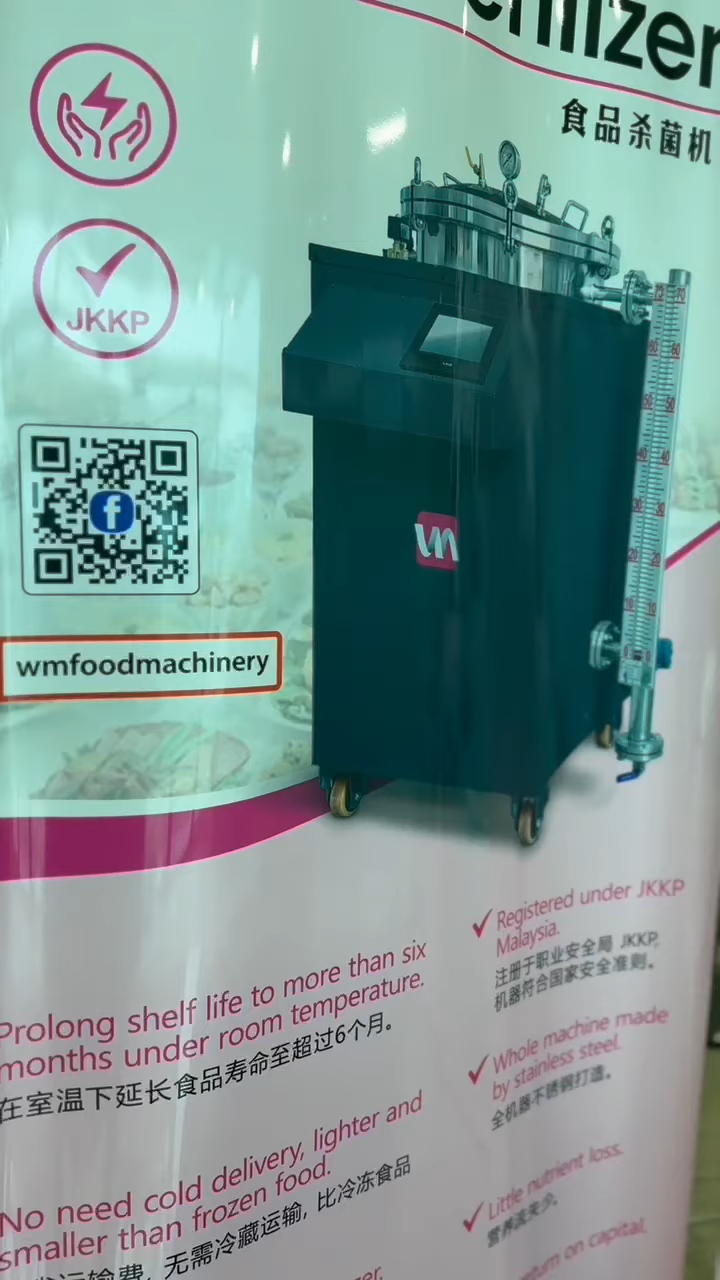 食品杀菌机
JKKP
wmfoodmachinery
Prolong shelf life to more than six
months under room temperature.
在室温下延长食品寿命至超过6个月。
No need cold delivery, lighter and
smaller than frozen food.
运输费, 无需冷藏运输, 比冷冻食品
Registered under JKKP
Malaysia.
注册于职业安全局 JKKP,
机器符合国家安全准则。
Whole machine made
by stainless steel.
全机器不锈钢打造。
Little nutrient loss.
营养流失少。
on capital.